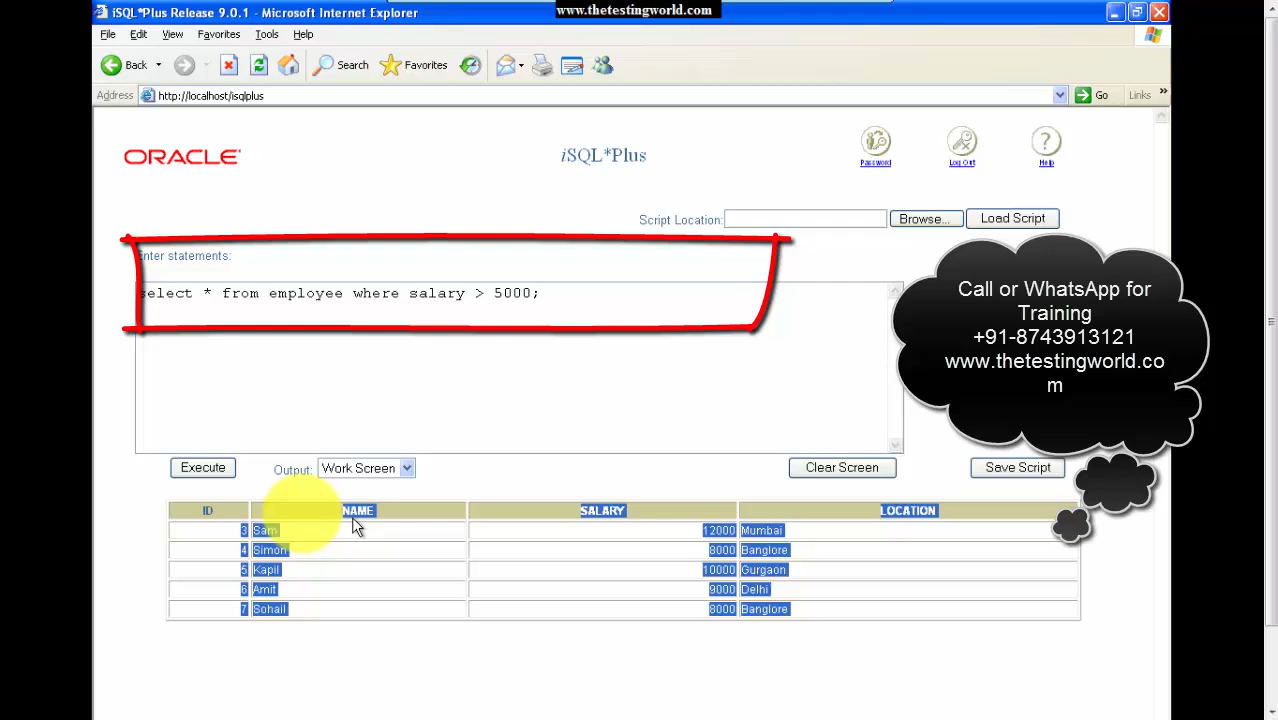 iSQL*Plus Release 9.0.1 - Microsoft Internet Explorer
www.thetestingworld.com
File Edit View Favorites Tools Help
Back Search Favorites
Address http://localhost/isqlplus Go Links »
ORACLE
iSQL*Plus
Password Log Out Help
Script Location: Browse... Load Script
Enter statements:
select * from employee where salary > 5000;
Call or WhatsApp for
Training
+91-8743913121
www.thetestingworld.co
m
Execute Output: Work Screen Clear Screen Save Script
ID NAME SALARY LOCATION
3 Sam 12000 Mumbai
4 Simon 8000 Banglore
5 Kapil 10000 Gurgaon
6 Amit 9000 Delhi
7 Sohail 8000 Banglore